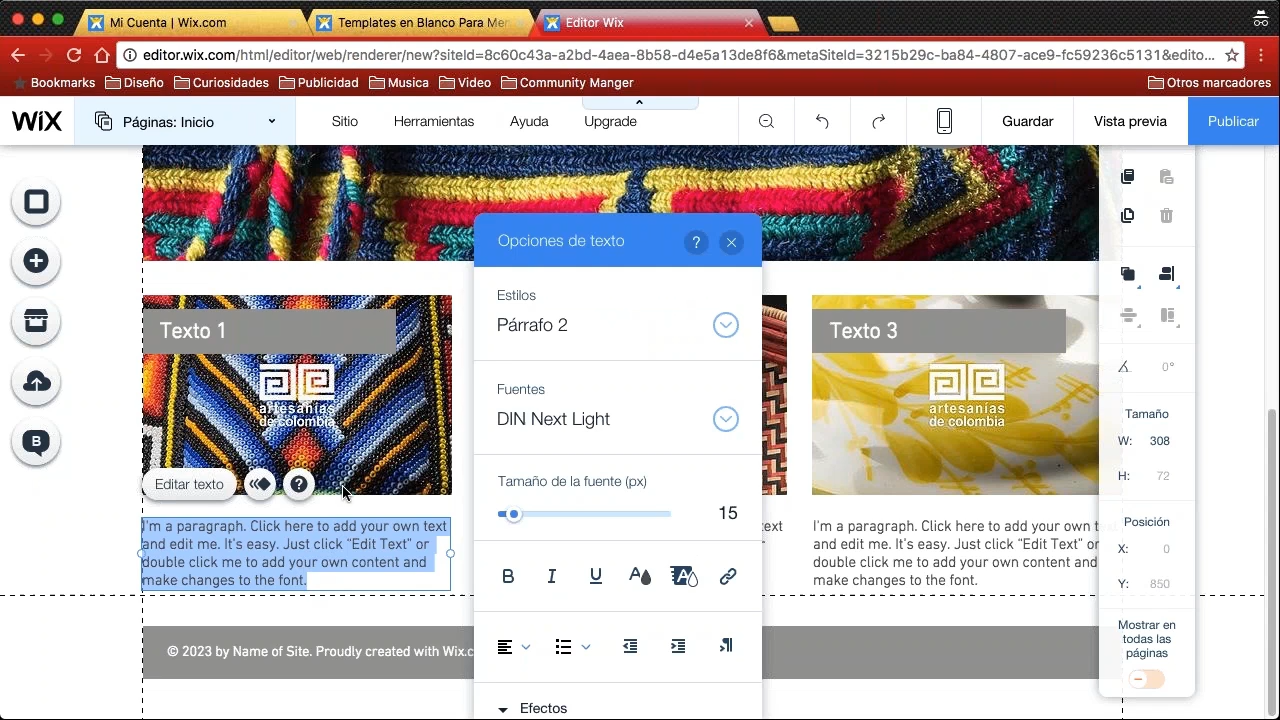 Mi Cuenta | Wix.com
Templates en Blanco Para Mer
Editor Wix
editor.wix.com/html/editor/web/renderer/new?siteId=8c60c43a-a2bd-4aea-8b58-d4e5a13de8f6&metaSiteId=3215b29c-ba84-4807-ace9-fc59236c5131&edito...
Bookmarks Diseño Curiosidades Publicidad Musica Video Community Manger Otros marcadores
WiX Páginas: Inicio Sitio Herramientas Ayuda Upgrade Guardar Vista previa Publicar
Opciones de texto ? ×
Estilos
Párrafo 2
Fuentes
DIN Next Light
Tamaño de la fuente (px)
15
B I U A A
Efectos
Texto 1
artesanías
de colombia
Editar texto ?
I'm a paragraph. Click here to add your own text
and edit me. It's easy. Just click "Edit Text" or
double click me to add your own content and
make changes to the font.
text
Texto 3
artesanías
de colombia
I'm a paragraph. Click here to add your own t
and edit me. It's easy. Just click "Edit Text" or
double click me to add your own content and
make changes to the font.
© 2023 by Name of Site. Proudly created with Wix.c
B
0°
Tamaño
W: 308
H: 72
Posición
X: 0
Y: 850
Mostrar en
todas las
páginas